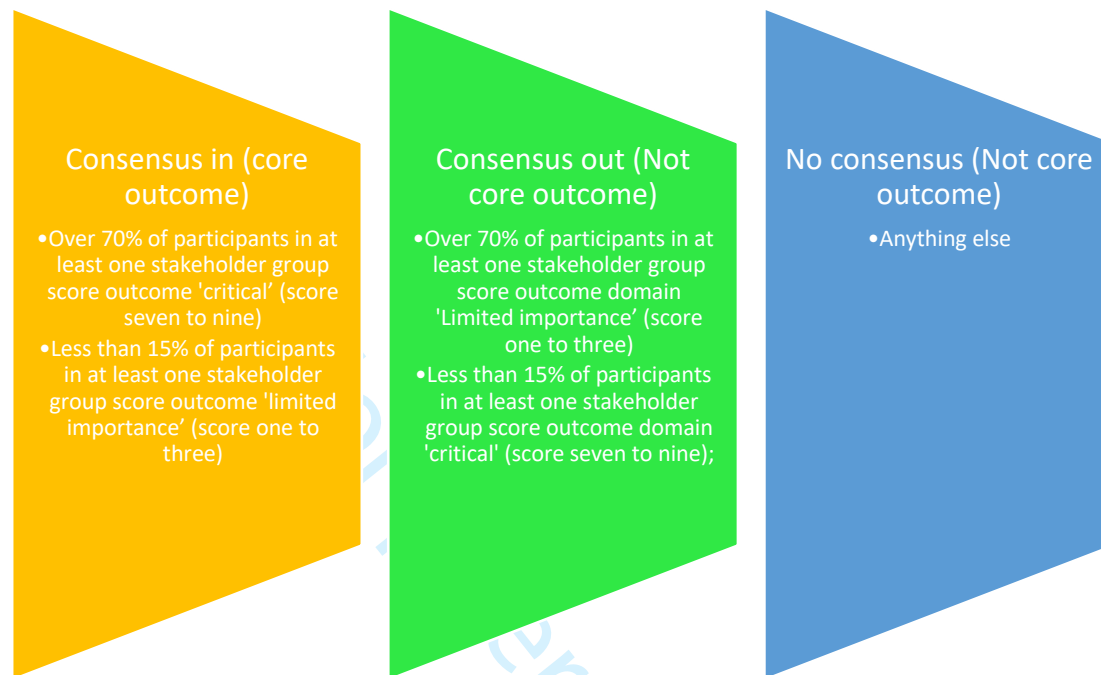 Consensus in (core
outcome)
•Over 70% of participants in at
least one stakeholder group
score outcome 'critical’ (score
seven to nine)
•Less than 15% of participants
in at least one stakeholder
group score outcome 'limited
importance’ (score one to
three)
Consensus out (Not
core outcome)
•Over 70% of participants in at
least one stakeholder group
score outcome domain
'Limited importance’ (score
one to three)
•Less than 15% of participants
in at least one stakeholder
group score outcome domain
'critical' (score seven to nine);
No consensus (Not core
outcome)
•Anything else